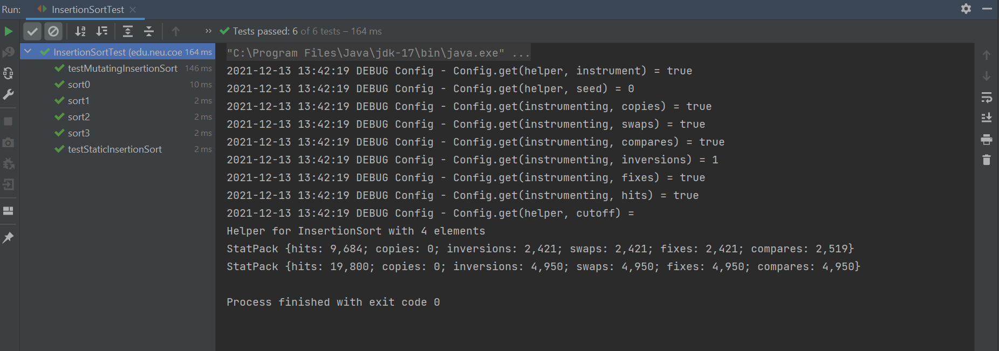 Run: InsertionSortTest
Tests passed: 6 of 6 tests – 164 ms
InsertionSortTest (edu.neu.coe 164 ms
testMutatingInsertionSort 146 ms
sort0 10 ms
sort1 2 ms
sort2 2 ms
sort3 2 ms
testStaticInsertionSort 2 ms
"C:\Program Files\Java\jdk-17\bin\java.exe" ...
2021-12-13 13:42:19 DEBUG Config - Config.get(helper, instrument) = true
2021-12-13 13:42:19 DEBUG Config - Config.get(helper, seed) = 0
2021-12-13 13:42:19 DEBUG Config - Config.get(instrumenting, copies) = true
2021-12-13 13:42:19 DEBUG Config - Config.get(instrumenting, swaps) = true
2021-12-13 13:42:19 DEBUG Config - Config.get(instrumenting, compares) = true
2021-12-13 13:42:19 DEBUG Config - Config.get(instrumenting, inversions) = 1
2021-12-13 13:42:19 DEBUG Config - Config.get(instrumenting, fixes) = true
2021-12-13 13:42:19 DEBUG Config - Config.get(instrumenting, hits) = true
2021-12-13 13:42:19 DEBUG Config - Config.get(helper, cutoff) =
Helper for InsertionSort with 4 elements
StatPack {hits: 9,684; copies: 0; inversions: 2,421; swaps: 2,421; fixes: 2,421; compares: 2,519}
StatPack {hits: 19,800; copies: 0; inversions: 4,950; swaps: 4,950; fixes: 4,950; compares: 4,950}
Process finished with exit code 0